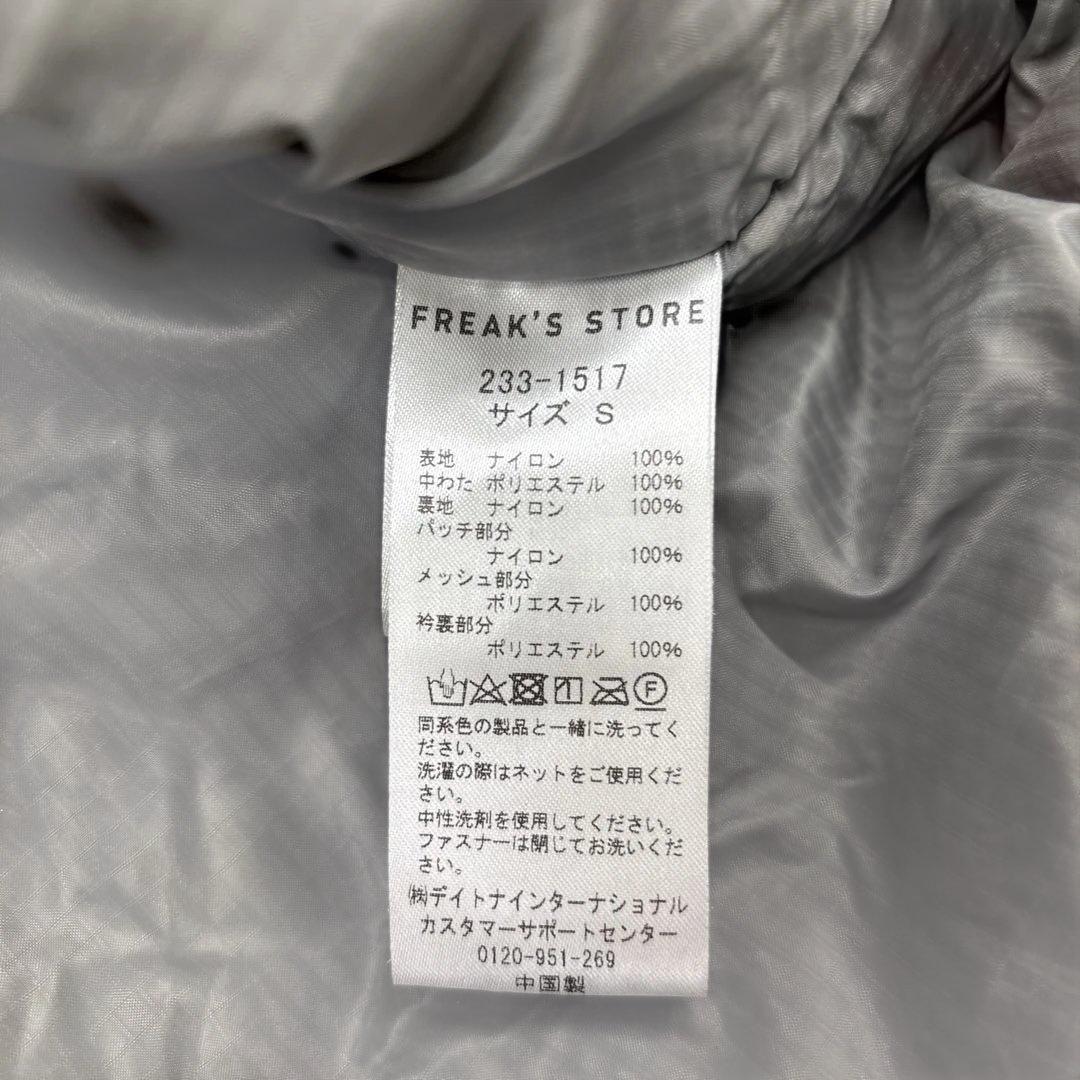 FREAK'S STORE
233-1517
サイズ S
表地 ナイロン 100%
中わた ポリエステル 100%
裏地 ナイロン 100%
パッチ部分
ナイロン 100%
メッシュ部分
ポリエステル 100%
衿裏部分
ポリエステル 100%
F
同系色の製品と一緒に洗ってく
ださい。
洗濯の際はネットをご使用くだ
さい。
中性洗剤を使用してください。
ファスナーは閉じてお洗いくだ
さい。
㈱デイトナインターナショナル
カスタマーサポートセンター
0120-951-269
中国製